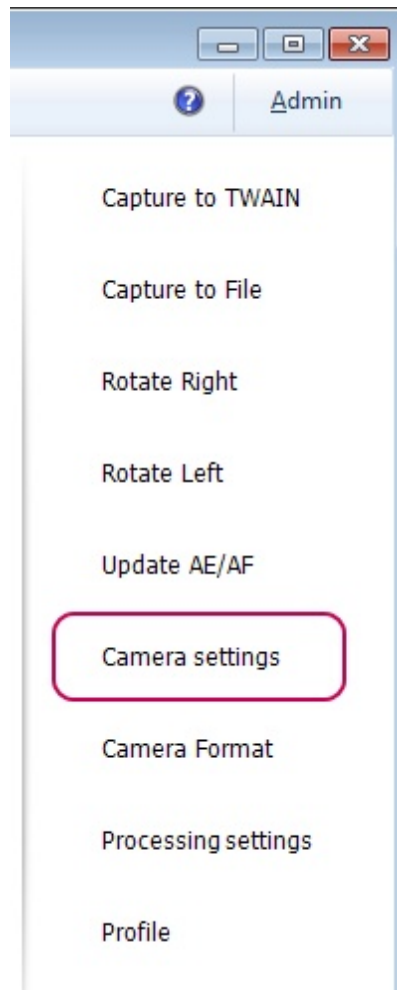 ? Admin
Capture to TWAIN
Capture to File
Rotate Right
Rotate Left
Update AE/AF
Camera settings
Camera Format
Processing settings
Profile